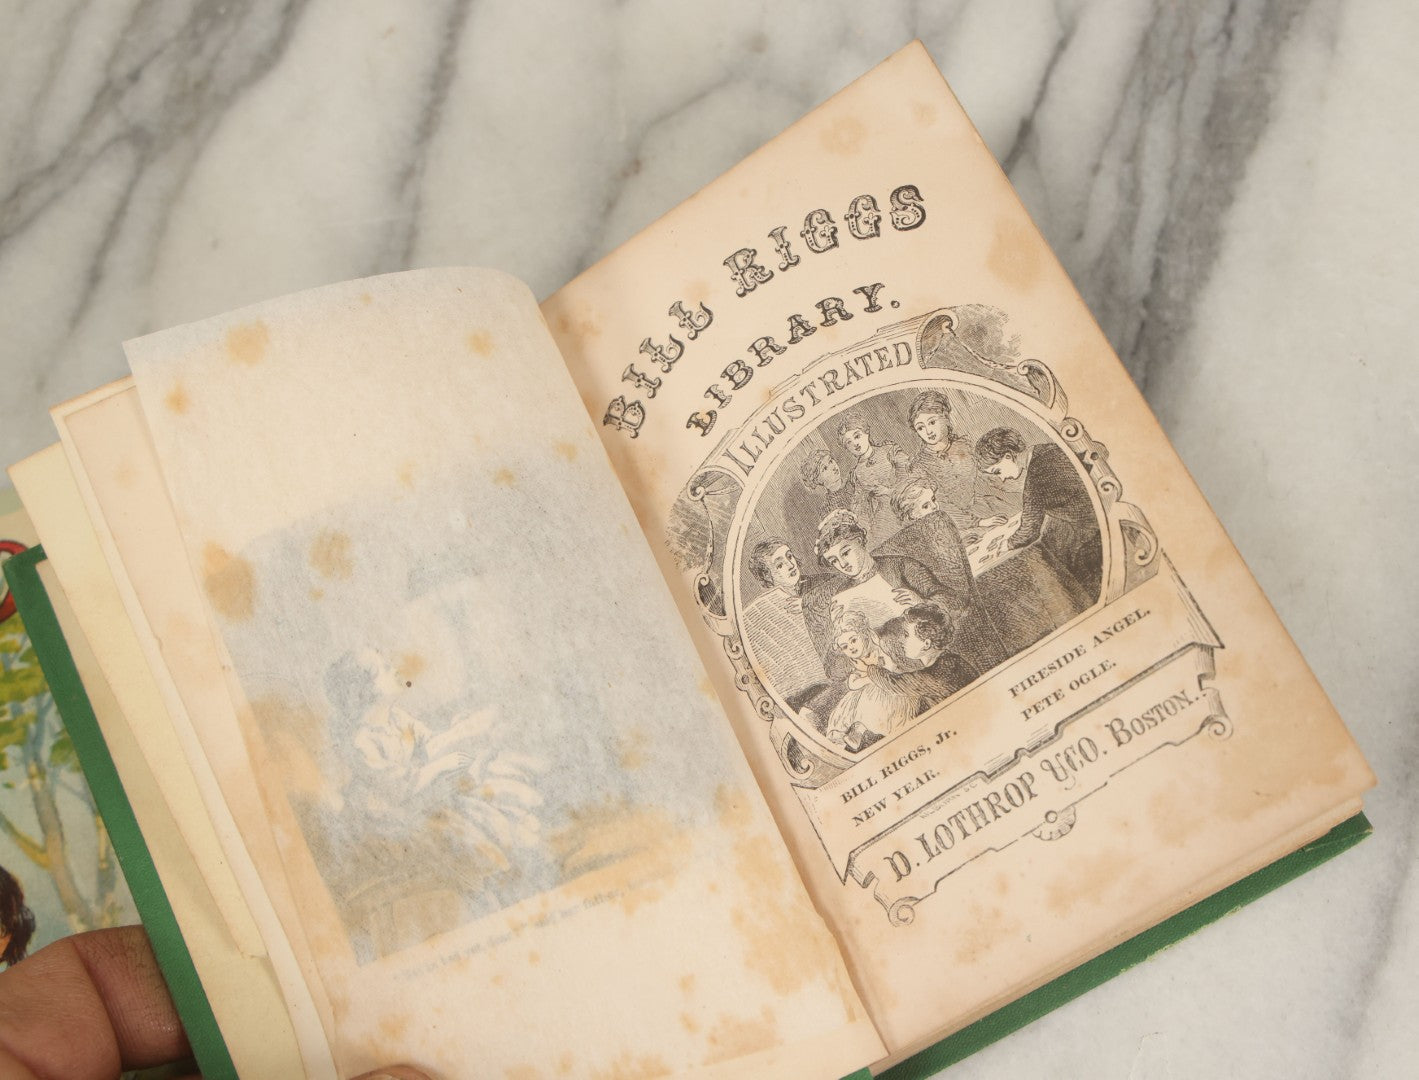 BILL RIGGS
LIBRARY.
ILLUSTRATED
BILL RIGGS, Jr. FIRESIDE ANGEL.
NEW YEAR. PETE OGLE.
D. LOTHROP & CO. BOSTON.